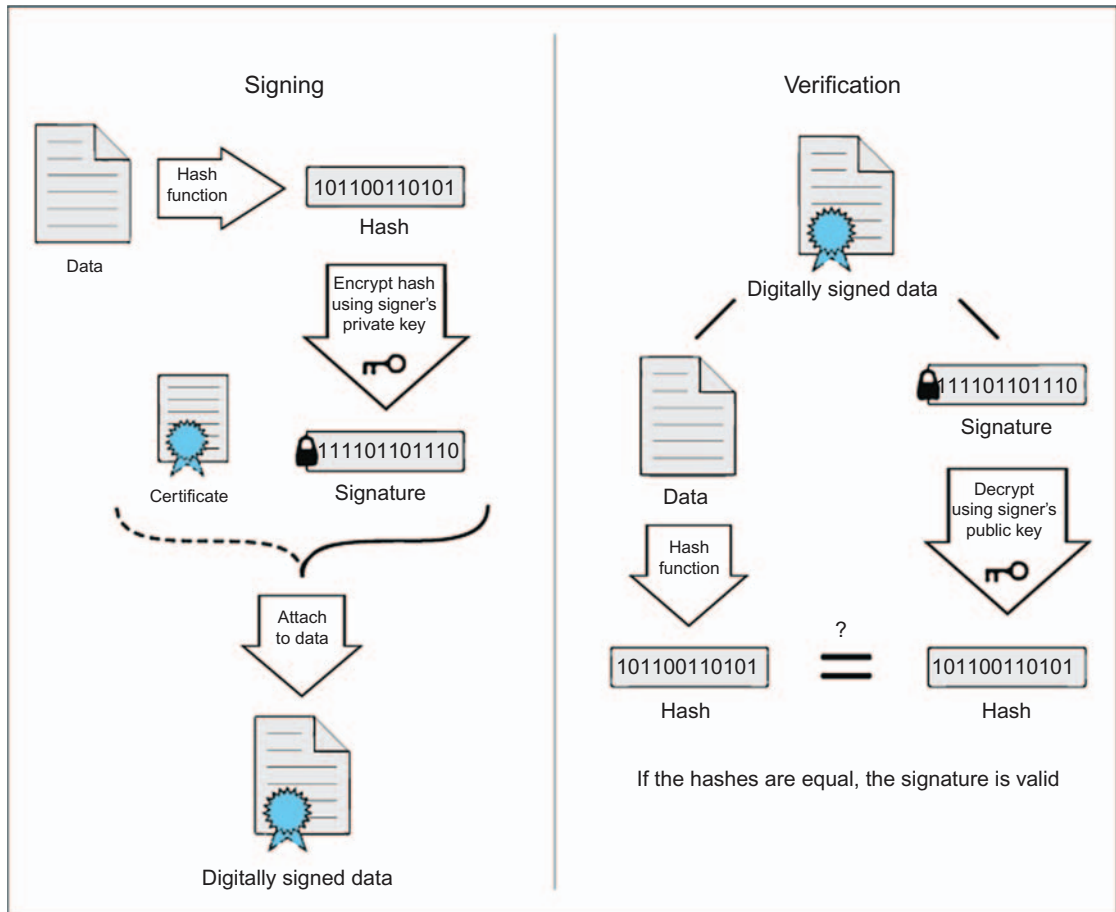 Signing
Hash
function
Data
101100110101
Hash
Encrypt hash
using signer's
private key
Certificate
111101101110
Signature
Attach
to data
Digitally signed data
Verification
Digitally signed data
Data
Hash
function
101100110101
Hash
111101101110
Signature
Decrypt
using signer's
public key
?
101100110101
Hash
If the hashes are equal, the signature is valid